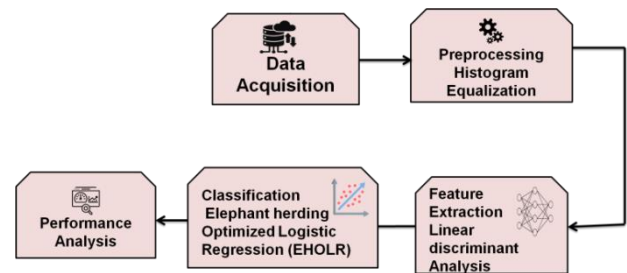 Data
Acquisition
Preprocessing
Histogram
Equalization
Feature
Extraction
Linear
discriminant
Analysis
Classification
Elephant herding
Optimized Logistic
Regression (EHOLR)
Performance
Analysis